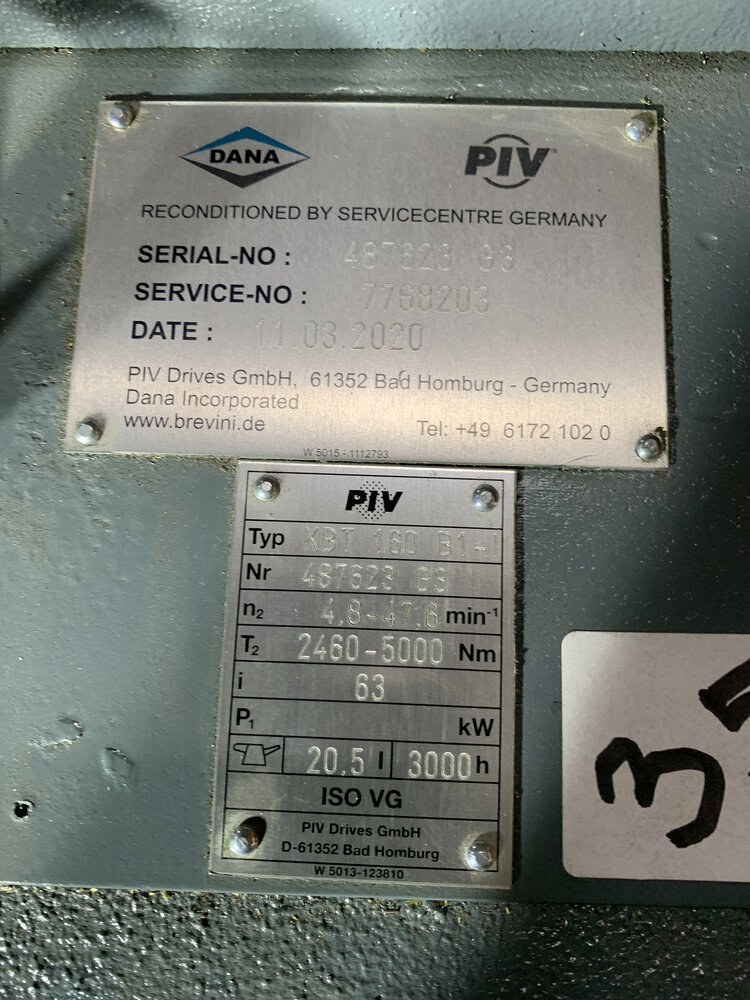 DANA
PIV
RECONDITIONED BY SERVICECENTRE GERMANY
SERIAL-NO : 487623 G3
SERVICE-NO : 7768203
DATE : 11.03.2020
PIV Drives GmbH, 61352 Bad Homburg - Germany
Dana Incorporated
www.brevini.de Tel: +49 6172 102 0
W 5015 - 1112793
PIV
Typ KBT 160 B1-I
Nr 487623 G3
n₂ 4.8-47.6 min⁻¹
T₂ 2460-5000 Nm
i 63
P₁ kW
20.5 l 3000 h
ISO VG
PIV Drives GmbH
D-61352 Bad Homburg
W 5013-123810
3